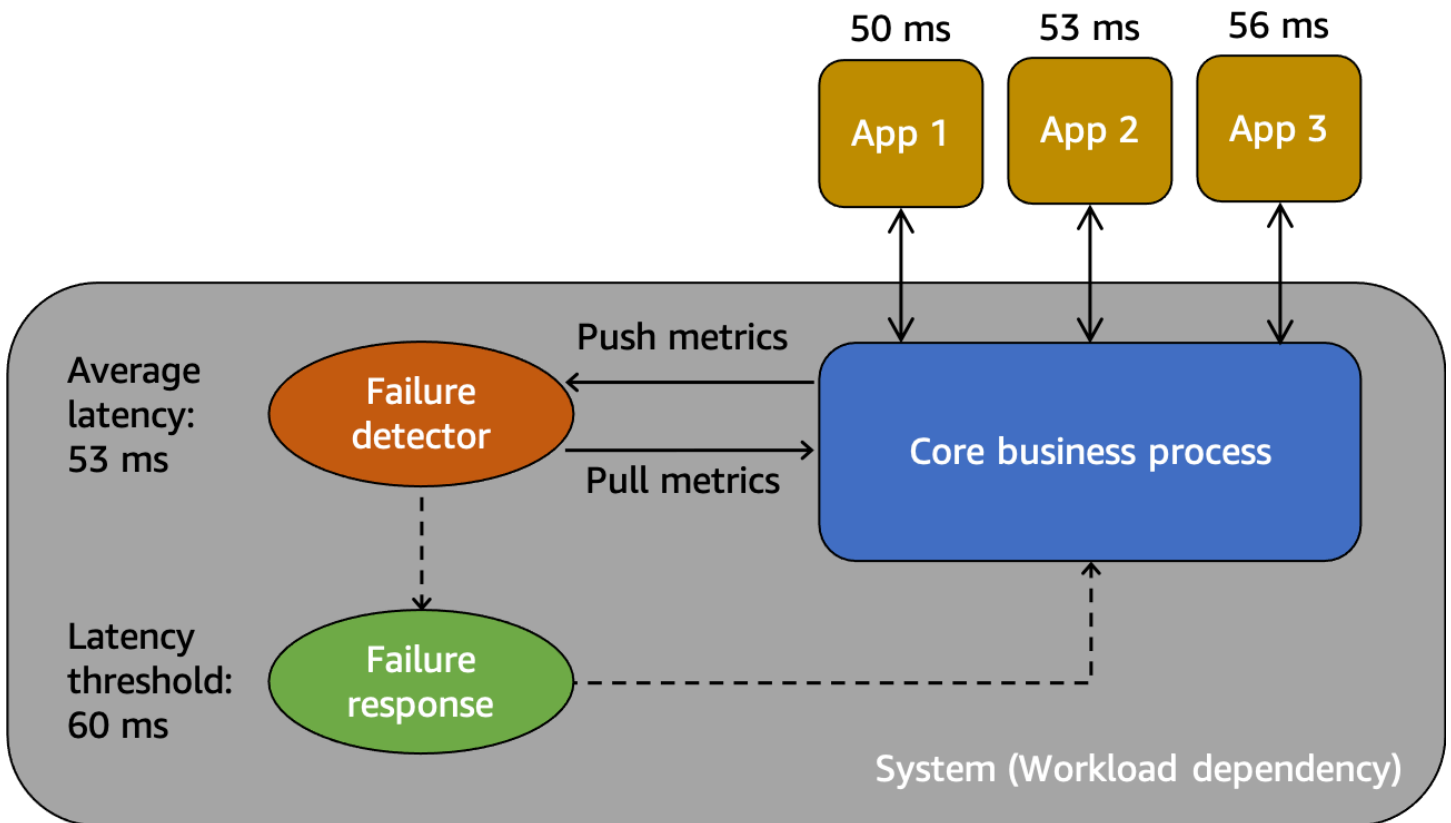 50 ms
53 ms
56 ms
App 1
App 2
App 3
Push metrics
Average
latency:
53 ms
Failure
detector
Core business process
Pull metrics
Latency
threshold:
60 ms
Failure
response
System (Workload dependency)